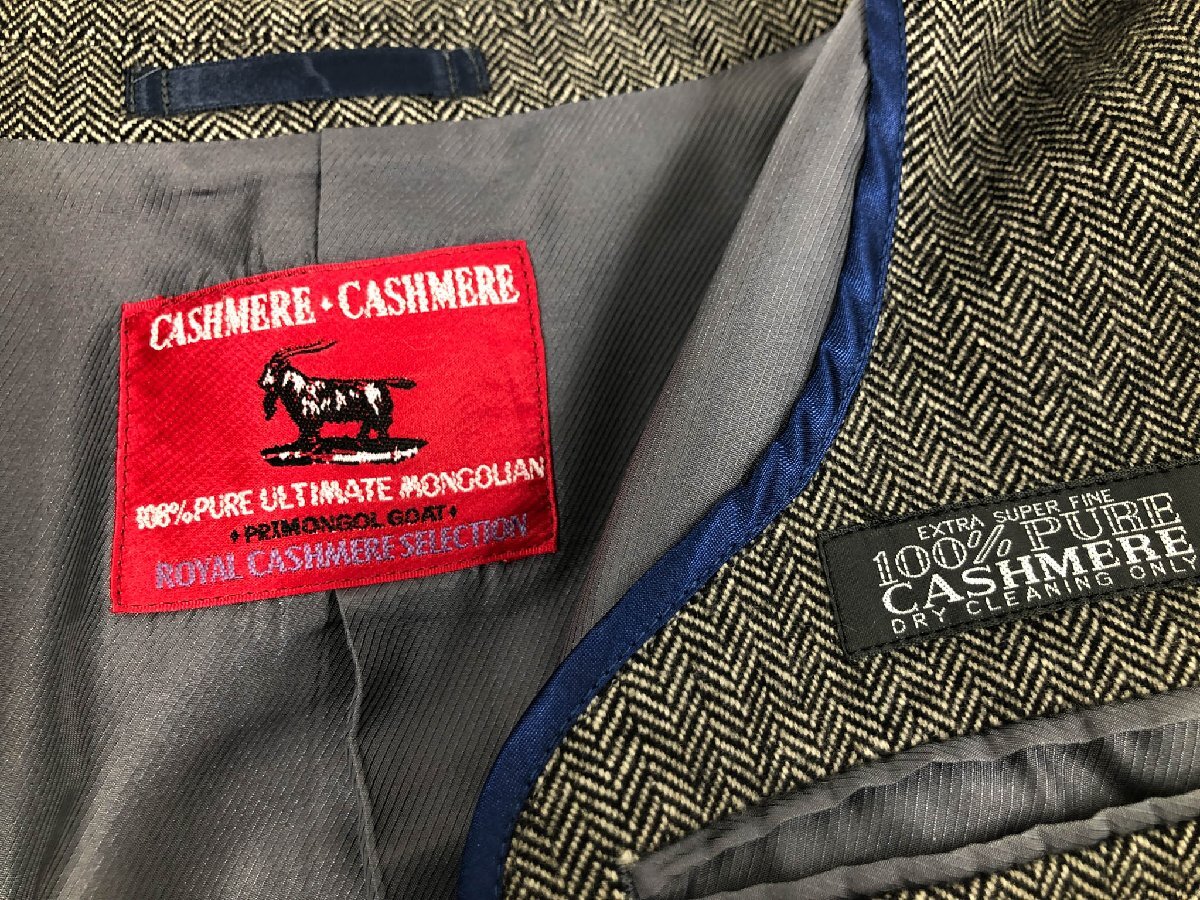 CASHMERE • CASHMERE
100% PURE ULTIMATE MONGOLIAN
• PRIMONGOL GOAT •
ROYAL CASHMERE SELECTION
EXTRA SUPER FINE
100% PURE
CASHMERE
DRY CLEANING ONLY